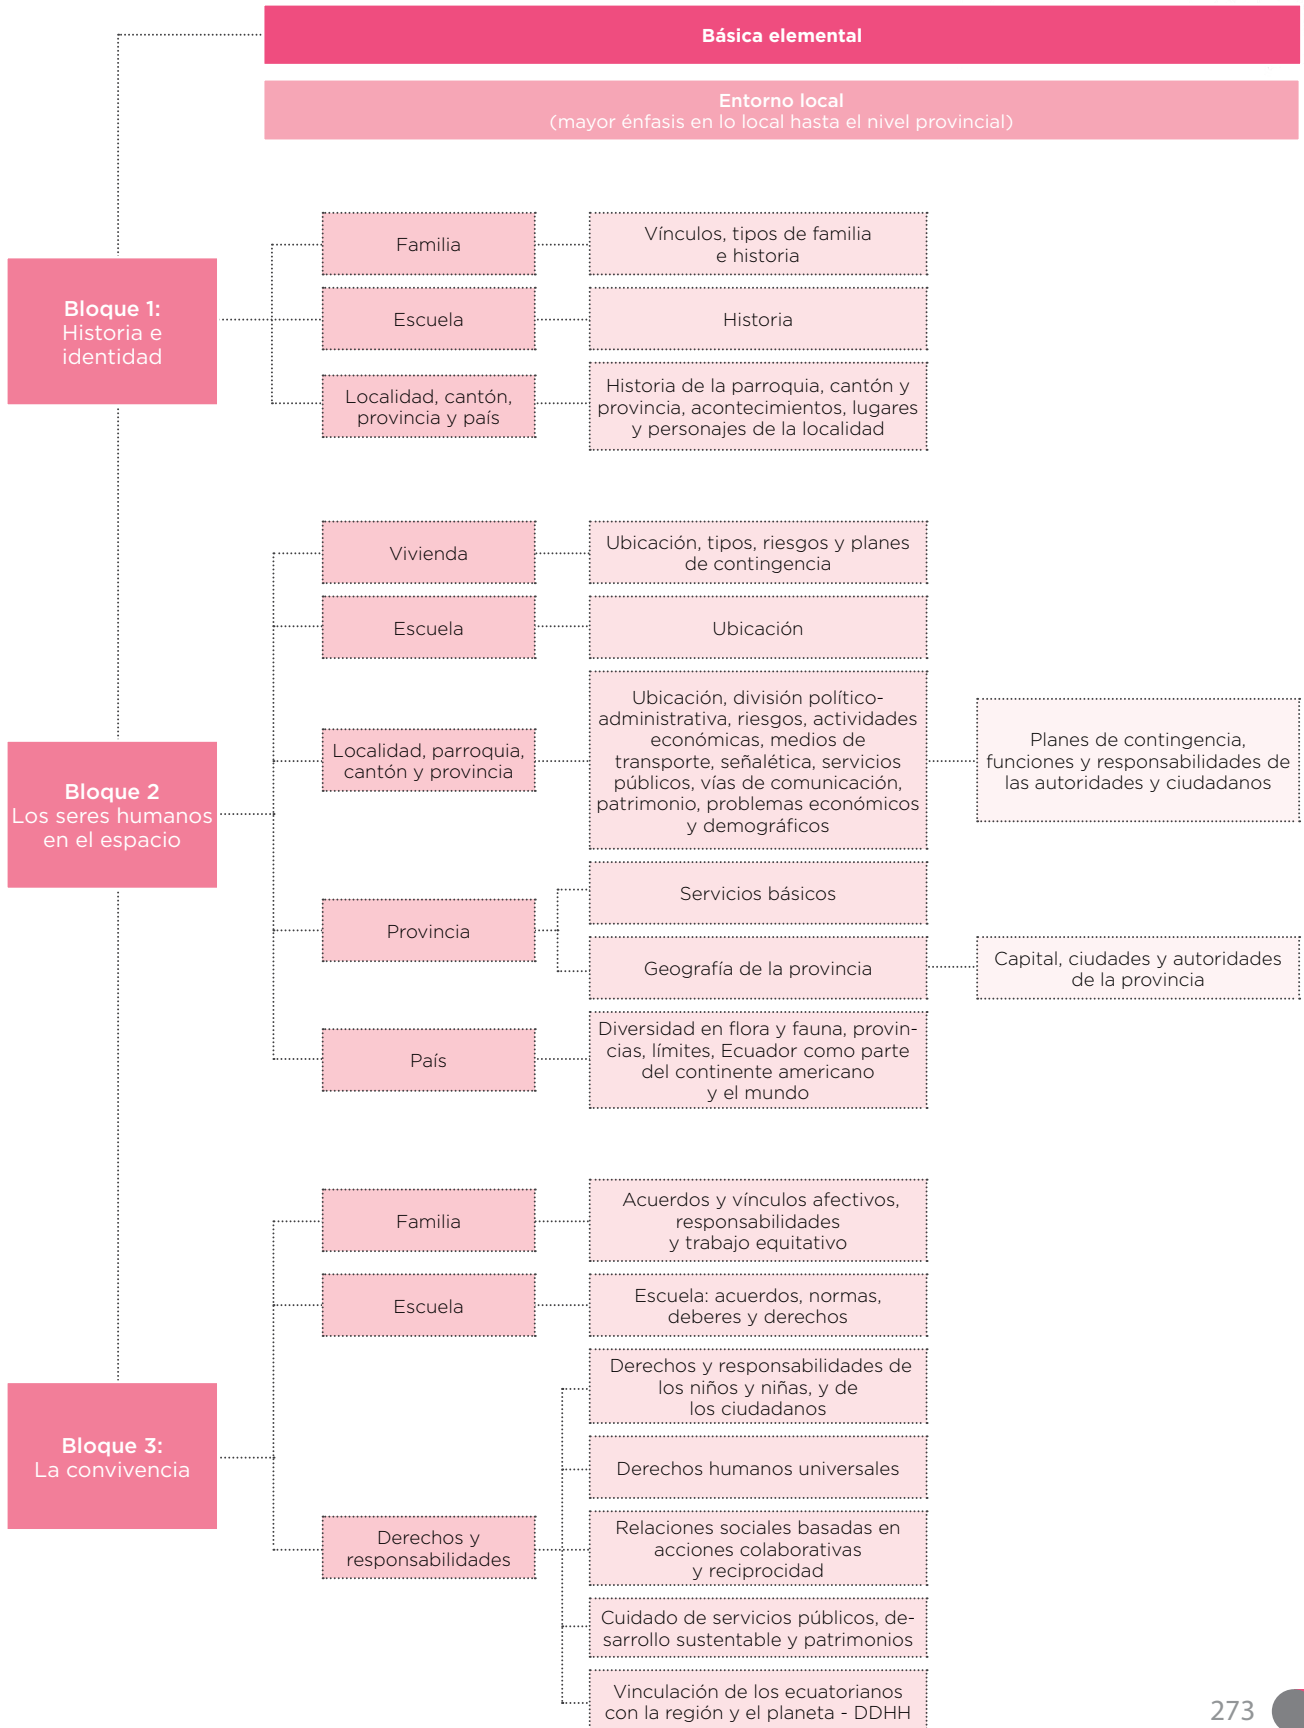 Básica elemental
Entorno local
(mayor énfasis en lo local hasta el nivel provincial)
Bloque 1:
Historia e
identidad
Familia
Vínculos, tipos de familia
e historia
Escuela
Historia
Localidad, cantón,
provincia y país
Historia de la parroquia, cantón y
provincia, acontecimientos, lugares
y personajes de la localidad
Bloque 2
Los seres humanos
en el espacio
Vivienda
Ubicación, tipos, riesgos y planes
de contingencia
Escuela
Ubicación
Localidad, parroquia,
cantón y provincia
Ubicación, división político-
administrativa, riesgos, actividades
económicas, medios de
transporte, señalética, servicios
públicos, vías de comunicación,
patrimonio, problemas económicos
y demográficos
Planes de contingencia,
funciones y responsabilidades de
las autoridades y ciudadanos
Provincia
Servicios básicos
Geografía de la provincia
Capital, ciudades y autoridades
de la provincia
País
Diversidad en flora y fauna, provin-
cias, límites, Ecuador como parte
del continente americano
y el mundo
Bloque 3:
La convivencia
Familia
Acuerdos y vínculos afectivos,
responsabilidades
y trabajo equitativo
Escuela
Escuela: acuerdos, normas,
deberes y derechos
Derechos y
responsabilidades
Derechos y responsabilidades de
los niños y niñas, y de
los ciudadanos
Derechos humanos universales
Relaciones sociales basadas en
acciones colaborativas
y reciprocidad
Cuidado de servicios públicos, de-
sarrollo sustentable y patrimonios
Vinculación de los ecuatorianos
con la región y el planeta - DDHH
273